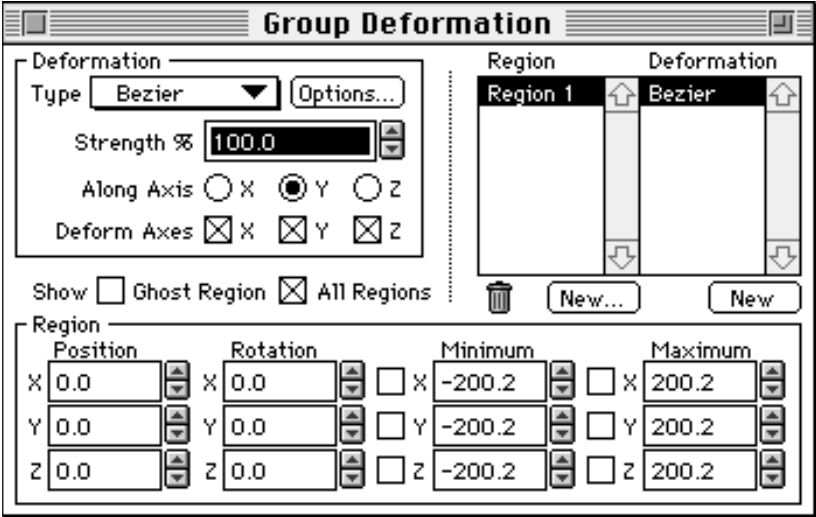 Group Deformation
Deformation
Type Bezier Options...
Strength % 100.0
Along Axis X Y Z
Deform Axes X Y Z
Show Ghost Region All Regions
Region Deformation
Region 1 Bezier
New... New
Region
Position Rotation Minimum Maximum
X 0.0 X 0.0 X -200.2 X 200.2
Y 0.0 Y 0.0 Y -200.2 Y 200.2
Z 0.0 Z 0.0 Z -200.2 Z 200.2